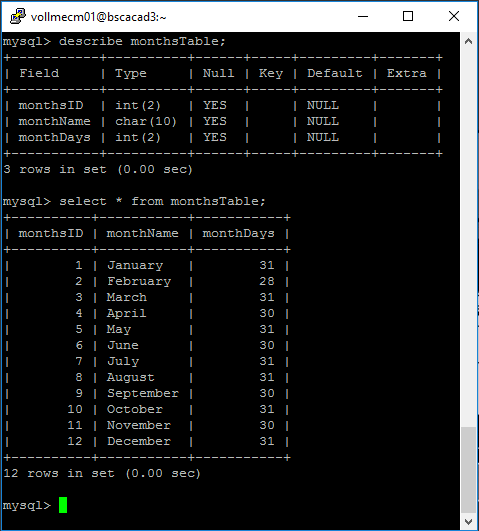 vollmecm01@bscacad3:~
mysql> describe monthsTable;
+-----------+----------+------+-----+---------+-------+
| Field     | Type     | Null | Key | Default | Extra |
+-----------+----------+------+-----+---------+-------+
| monthsID  | int(2)   | YES  |     | NULL    |       |
| monthName | char(10) | YES  |     | NULL    |       |
| monthDays | int(2)   | YES  |     | NULL    |       |
+-----------+----------+------+-----+---------+-------+
3 rows in set (0.00 sec)
mysql> select * from monthsTable;
+----------+-----------+-----------+
| monthsID | monthName | monthDays |
+----------+-----------+-----------+
|        1 | January   |        31 |
|        2 | February  |        28 |
|        3 | March     |        31 |
|        4 | April     |        30 |
|        5 | May       |        31 |
|        6 | June      |        30 |
|        7 | July      |        31 |
|        8 | August    |        31 |
|        9 | September |        30 |
|       10 | October   |        31 |
|       11 | November  |        30 |
|       12 | December  |        31 |
+----------+-----------+-----------+
12 rows in set (0.00 sec)
mysql>